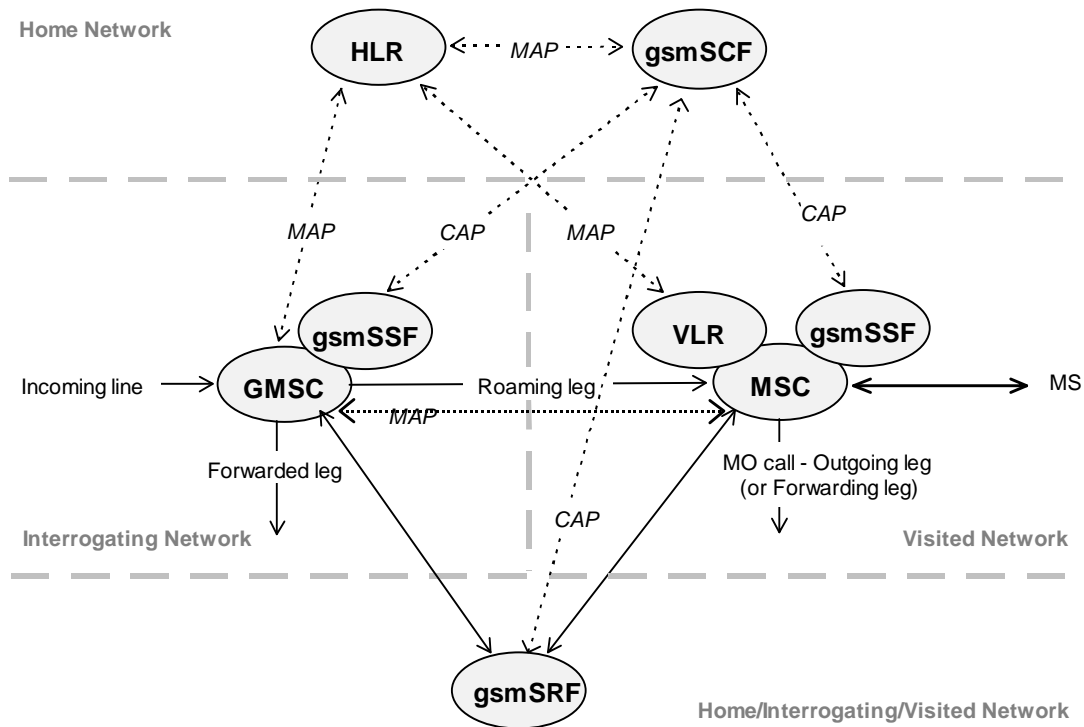 Home Network
HLR
MAP
gsmSCF
MAP
CAP
MAP
CAP
gsmSSF
VLR
gsmSSF
Incoming line
GMSC
Roaming leg
MSC
MS
MAP
Forwarded leg
MO call - Outgoing leg
(or Forwarding leg)
CAP
Interrogating Network
Visited Network
gsmSRF
Home/Interrogating/Visited Network